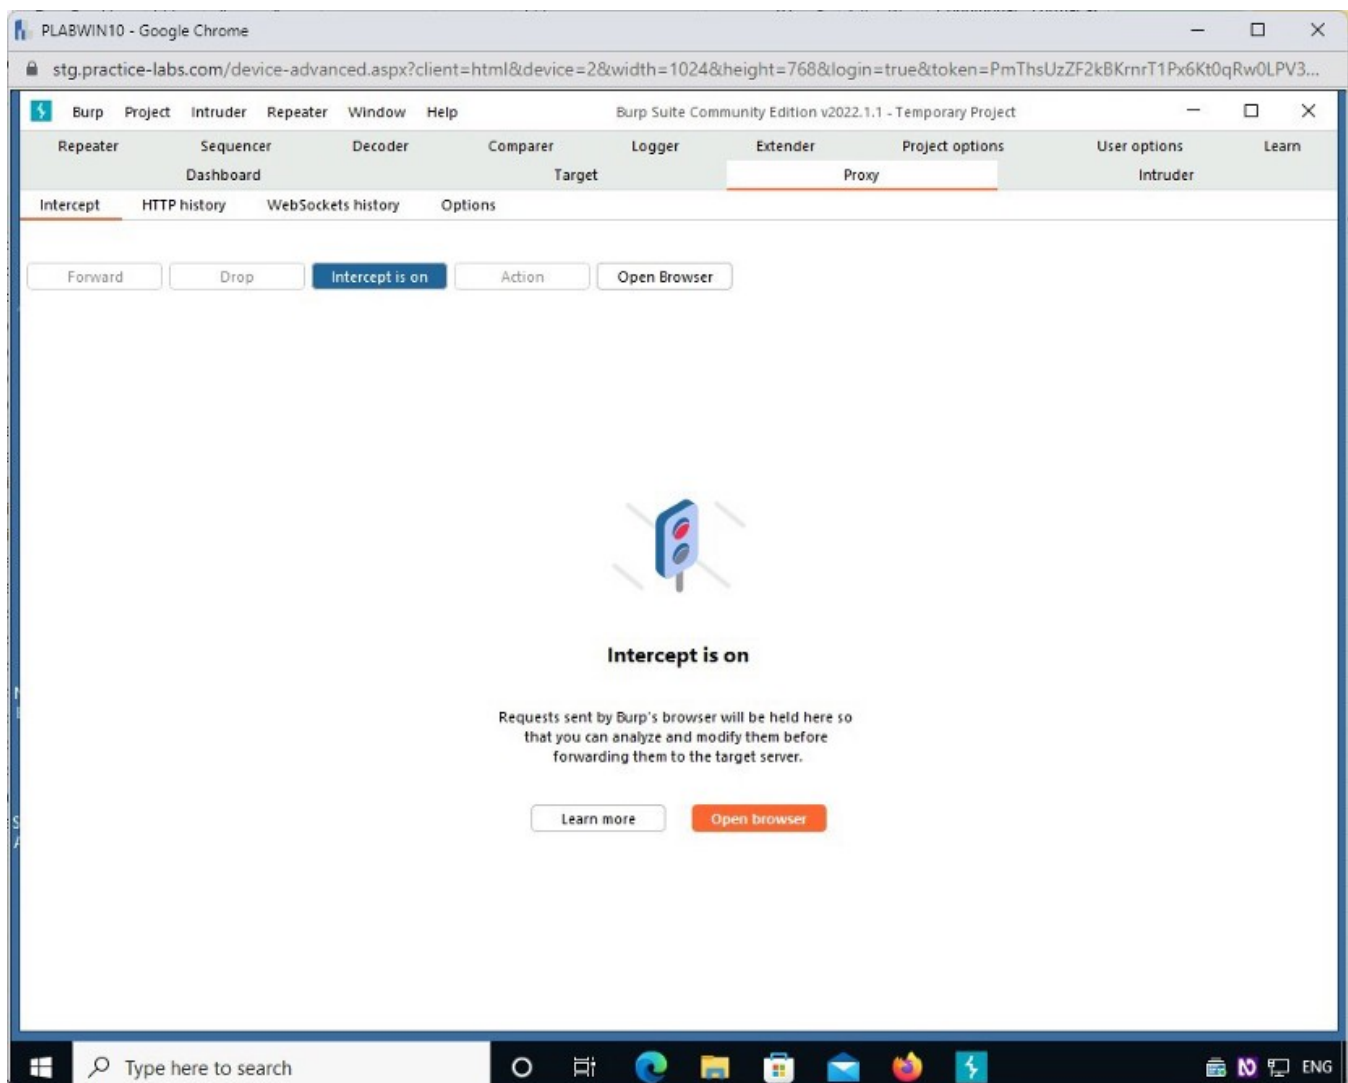 PLABWIN10 - Google Chrome
stg.practice-labs.com/device-advanced.aspx?client=html&device=2&width=1024&height=768&login=true&token=PmThsUzZF2kBKrnrT1Px6Kt0qRw0LPV3...
Burp Project Intruder Repeater Window Help Burp Suite Community Edition v2022.1.1 - Temporary Project
Repeater Sequencer Decoder Comparer Logger Extender Project options User options Learn
Dashboard Target Proxy Intruder
Intercept HTTP history WebSockets history Options
Forward Drop Intercept is on Action Open Browser
Intercept is on
Requests sent by Burp's browser will be held here so
that you can analyze and modify them before
forwarding them to the target server.
Learn more Open browser
Type here to search ENG